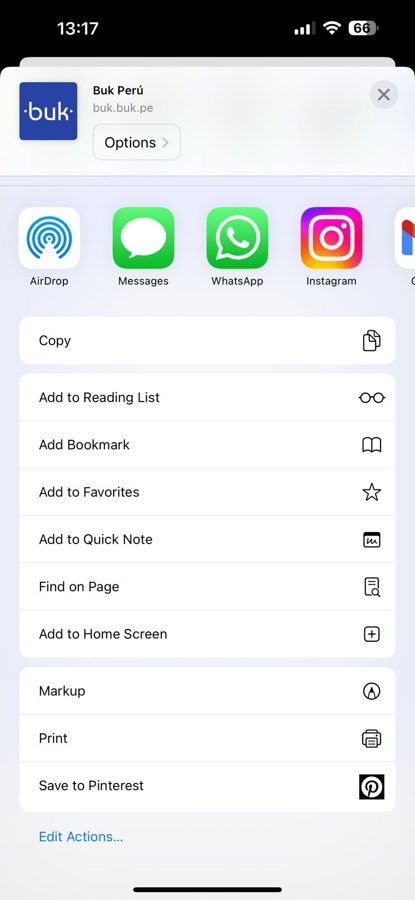 13:17
66
·buk·
Buk Perú
buk.buk.pe
Options
AirDrop
Messages
WhatsApp
Instagram
Copy
Add to Reading List
Add Bookmark
Add to Favorites
Add to Quick Note
Find on Page
Add to Home Screen
Markup
Print
Save to Pinterest
Edit Actions...